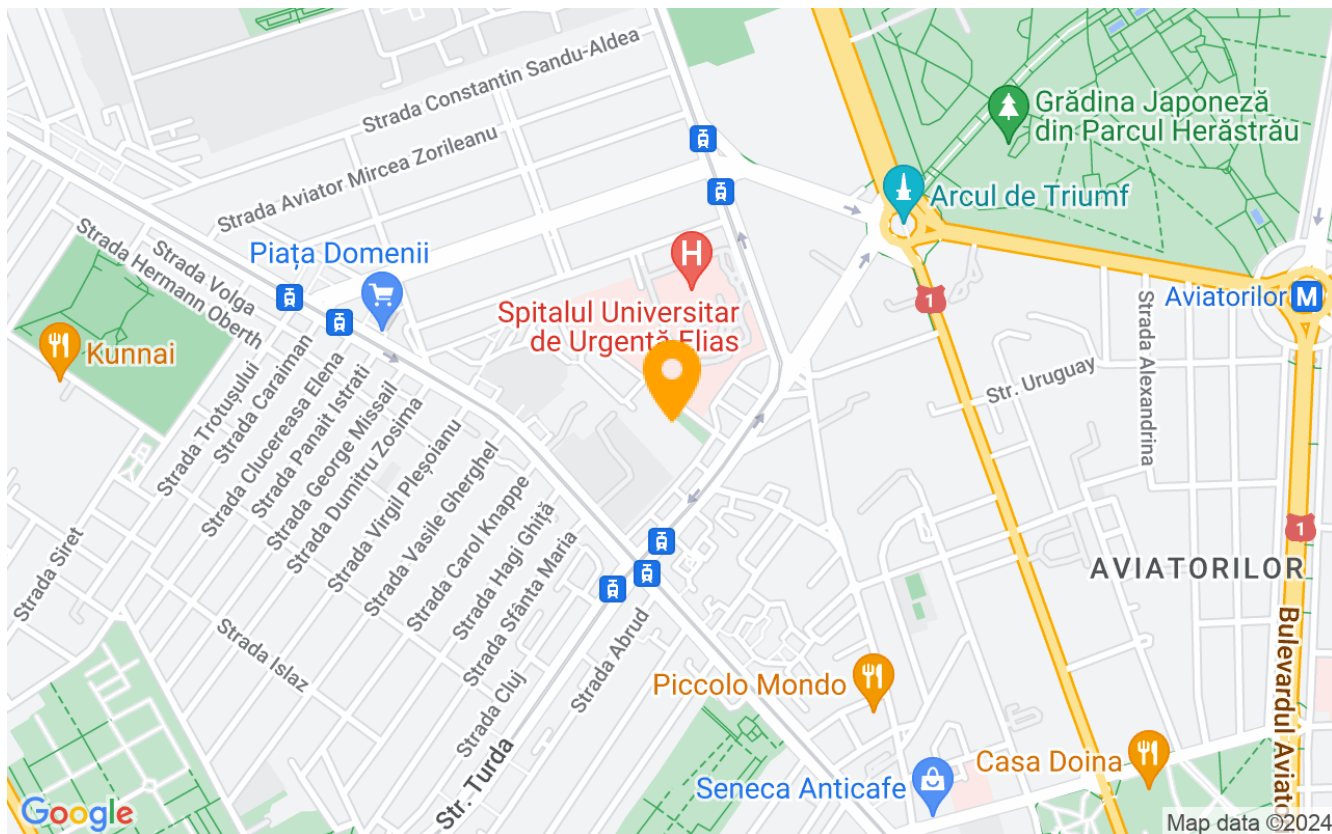 Strada Constantin Sandu-Aldea
Grădina Japoneză
din Parcul Herăstrău
Strada Aviator Mircea Zorileanu
Arcul de Triumf
Strada Volga
Strada Hermann Oberth
Piața Domenii
H
Spitalul Universitar
de Urgență Elias
1
Aviatorilor
M
Kunnai
Strada Alexandrina
Str. Uruguay
Strada Trotușului
Strada Caraiman
Strada Clucereasa Elena
Strada Panait Istrati
Strada George Missail
Strada Dumitru Zosima
Strada Virgil Pleșoianu
Strada Vasile Gherghel
Strada Carol Knappe
Strada Hagi Ghiță
Strada Sfânta Maria
Strada Siret
1
AVIATORILOR
Strada Islaz
Strada Abrud
Strada Cluj
Str. Turda
Piccolo Mondo
Bulevardul Aviato
Casa Doina
Seneca Anticafe
Google
Map data ©2024